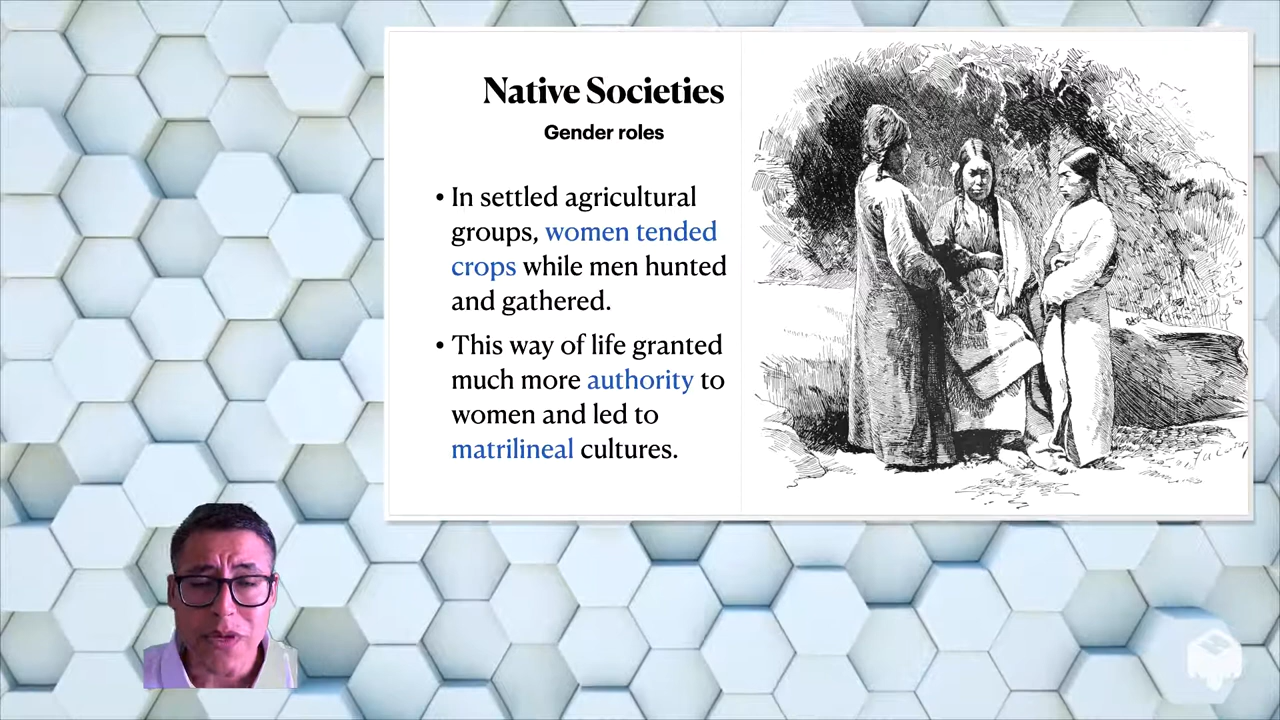 Native Societies
Gender roles
• In settled agricultural
groups, women tended
crops while men hunted
and gathered.
• This way of life granted
much more authority to
women and led to
matrilineal cultures.